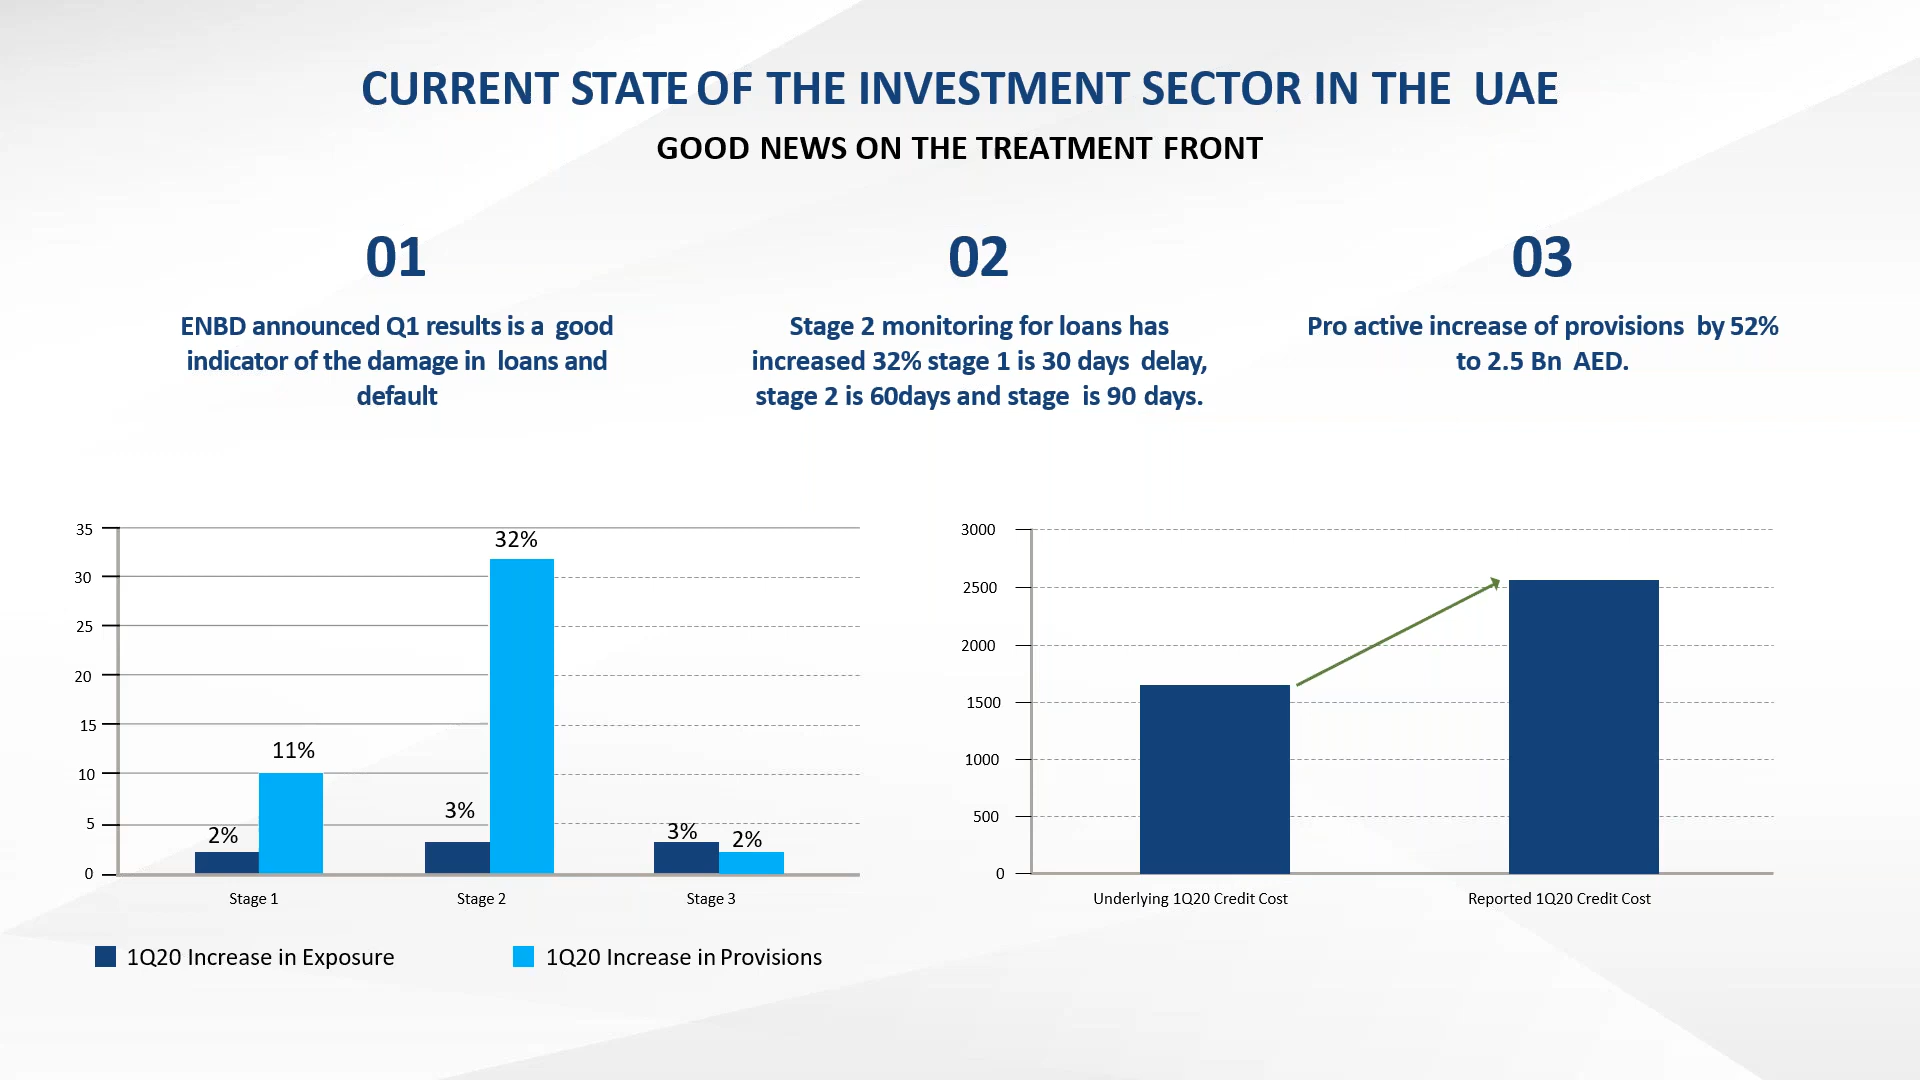 CURRENT STATE OF THE INVESTMENT SECTOR IN THE UAE
GOOD NEWS ON THE TREATMENT FRONT
01
ENBD announced Q1 results is a good
indicator of the damage in loans and
default
02
Stage 2 monitoring for loans has
increased 32% stage 1 is 30 days delay,
stage 2 is 60days and stage is 90 days.
03
Pro active increase of provisions by 52%
to 2.5 Bn AED.
35
30
25
20
15
10
5
0
2%
11%
3%
32%
3%
2%
Stage 1
Stage 2
Stage 3
1Q20 Increase in Exposure
1Q20 Increase in Provisions
3000
2500
2000
1500
1000
500
0
Underlying 1Q20 Credit Cost
Reported 1Q20 Credit Cost